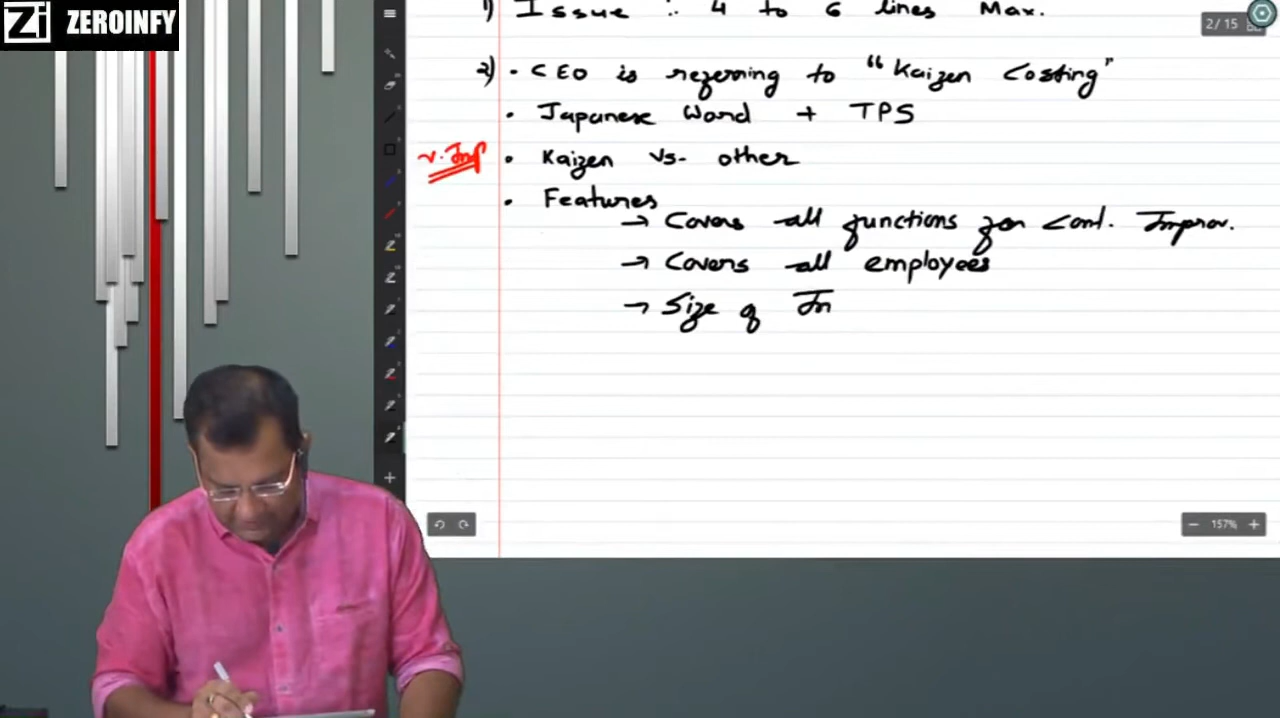 Zi ZEROINFY
1) Issue : 4 to 6 lines Max.
2/15
2) • CEO is referring to "Kaizen Costing"
• Japanese Word + TPS
V. Imp • Kaizen Vs. other
• Features
→ Covers all functions for Cont. Improv.
→ Covers all employees
→ Size of Im
157%